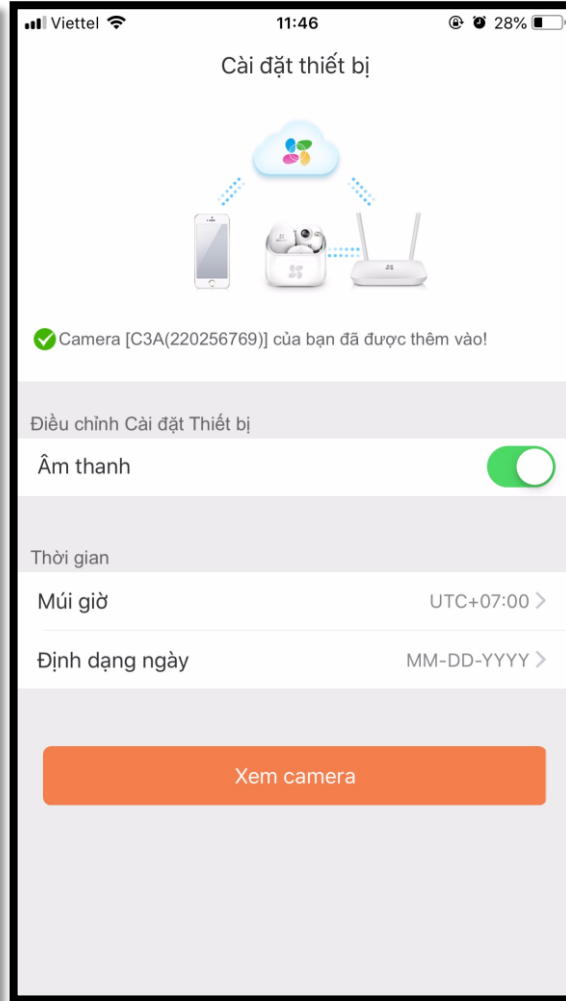 Viettel 11:46 28%
Cài đặt thiết bị
Camera [C3A(220256769)] của bạn đã được thêm vào!
Điều chỉnh Cài đặt Thiết bị
Âm thanh
Thời gian
Múi giờ UTC+07:00
Định dạng ngày MM-DD-YYYY
Xem camera